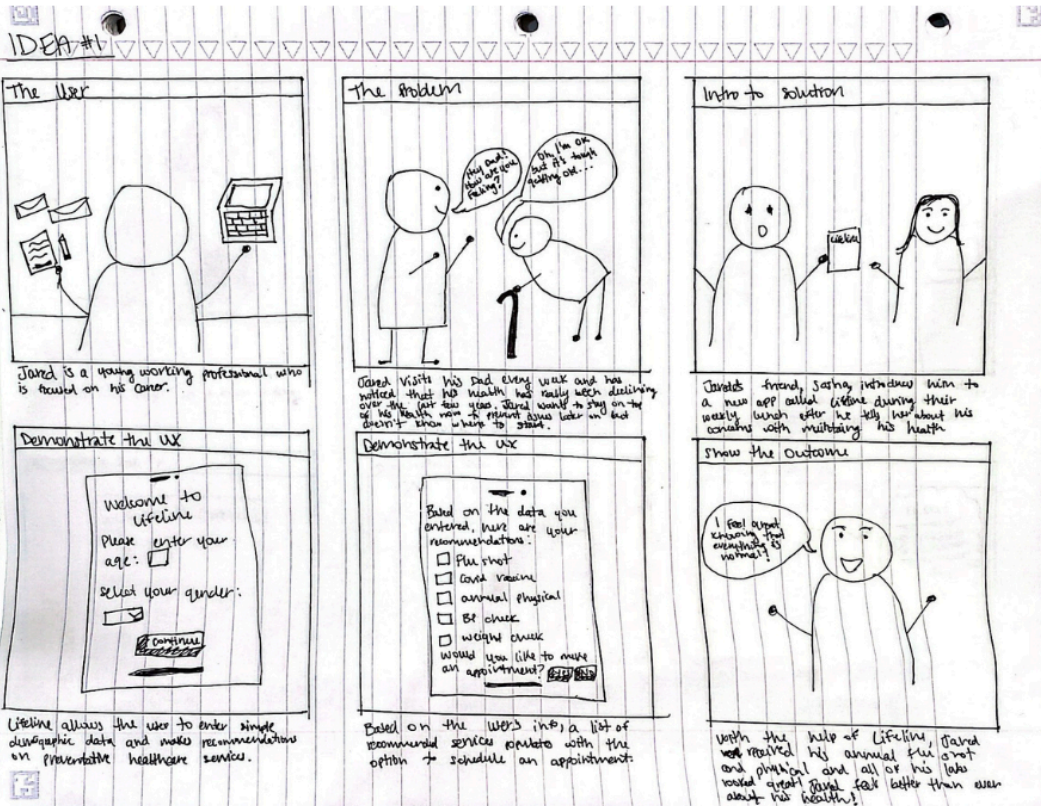 IDEA #1
The User
Jared is a young working professional who
is focused on his career.
The Problem
Hey Dad!
How are you
feeling?
Oh, I'm OK
but it's tough
getting old...
Jared visits his dad every week and has
noticed that his health has really been declining
over the last few years. Jared wants to stay on top
of his health now to prevent issues later on but
doesn't know where to start.
Intro to solution
Lifeline
Jared's friend, Sasha, introduces him to
a new app called Lifeline during their
weekly lunch after he tells her about his
concerns with maintaining his health
Demonstrate the UX
Welcome to
Lifeline
Please enter your
age:
select your gender:
continue
Lifeline allows the user to enter simple
demographic data and makes recommendations
on preventative healthcare services.
Demonstrate the UX
Based on the data you
entered, here are your
recommendations:
Flu shot
Covid vaccine
annual physical
BP check
weight check
would you like to make
an appointment?
Based on the users info, a list of
recommended services populates with the
option to schedule an appointment.
Show the Outcome
I feel great
knowing that
everything is
normal!
With the help of Lifeline, Jared
received his annual flu shot
and physical and all of his labs
looked great! Jared feels better than ever
about his health!